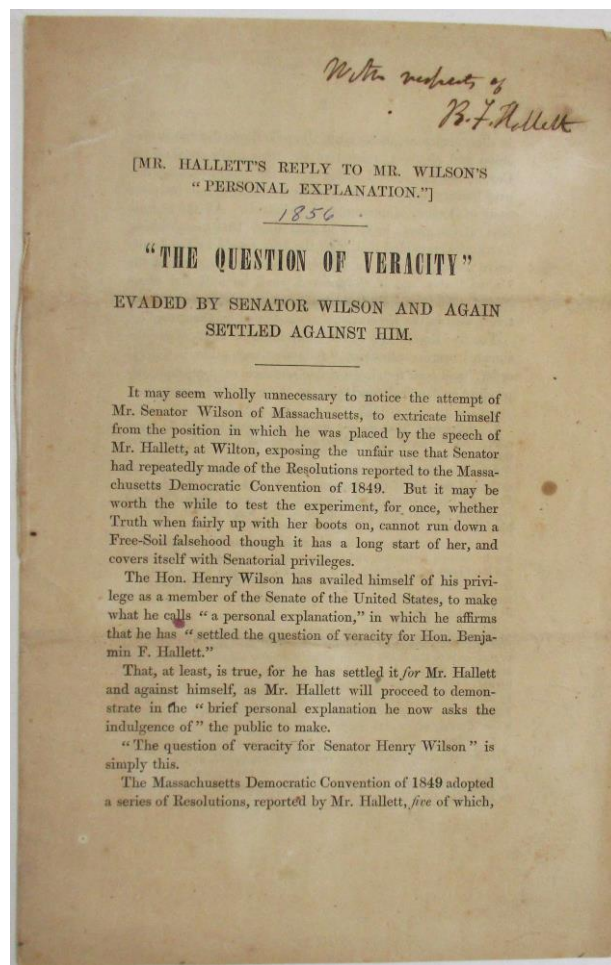 With respects of
B. F. Hallett
[MR. HALLETT'S REPLY TO MR. WILSON'S
"PERSONAL EXPLANATION."]
1856
"THE QUESTION OF VERACITY"
EVADED BY SENATOR WILSON AND AGAIN
SETTLED AGAINST HIM.
It may seem wholly unnecessary to notice the attempt of
Mr. Senator Wilson of Massachusetts, to extricate himself
from the position in which he was placed by the speech of
Mr. Hallett, at Wilton, exposing the unfair use that Senator
had repeatedly made of the Resolutions reported to the Massa-
chusetts Democratic Convention of 1849. But it may be
worth the while to test the experiment, for once, whether
Truth when fairly up with her boots on, cannot run down a
Free-Soil falsehood though it has a long start of her, and
covers itself with Senatorial privileges.
The Hon. Henry Wilson has availed himself of his privi-
lege as a member of the Senate of the United States, to make
what he calls "a personal explanation," in which he affirms
that he has "settled the question of veracity for Hon. Benja-
min F. Hallett."
That, at least, is true, for he has settled it for Mr. Hallett
and against himself, as Mr. Hallett will proceed to demon-
strate in the "brief personal explanation he now asks the
indulgence of" the public to make.
"The question of veracity for Senator Henry Wilson" is
simply this.
The Massachusetts Democratic Convention of 1849 adopted
a series of Resolutions, reported by Mr. Hallett, five of which,